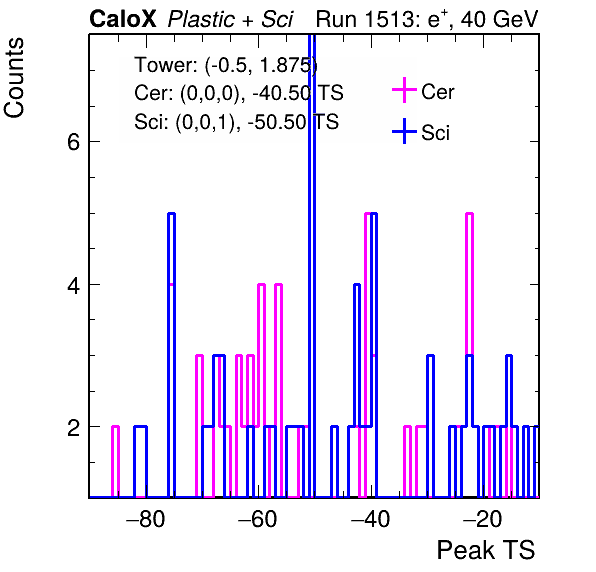 CaloX Plastic + Sci Run 1513: e+, 40 GeV
Counts
Tower: (-0.5, 1.875)
Cer: (0,0,0), -40.50 TS
Sci: (0,0,1), -50.50 TS
Cer
Sci
6
4
2
−80 −60 −40 −20
Peak TS